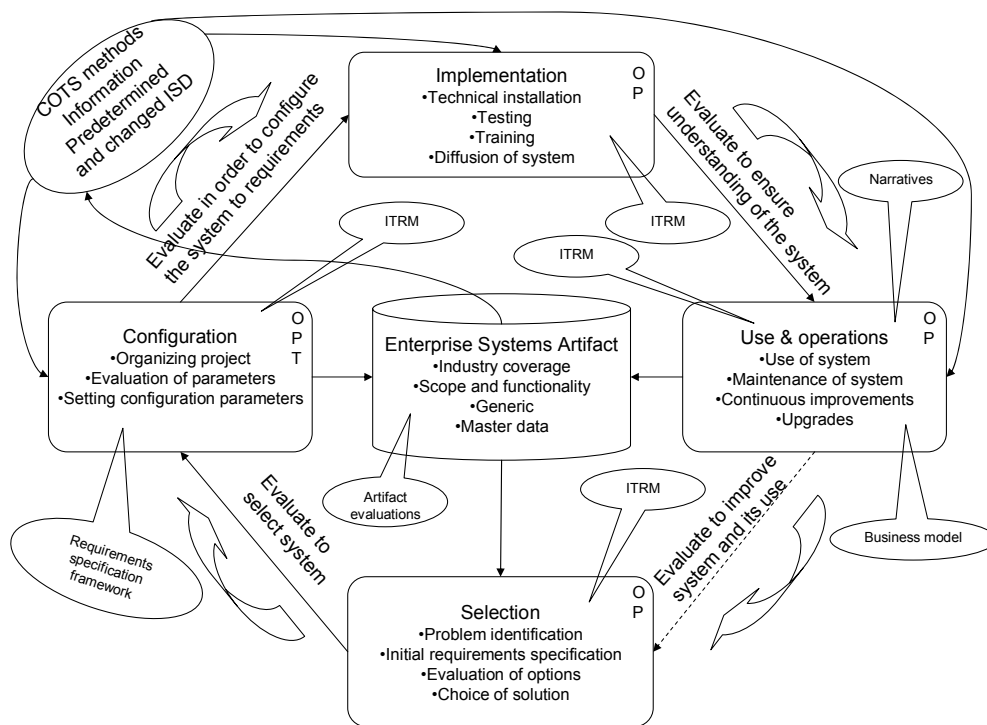 COTS methods
Information
Predetermined
and changed ISD
Implementation
•Technical installation
•Testing
•Training
•Diffusion of system
O
P
Evaluate in order to configure
the system to requirements
Evaluate to ensure
understanding of the system
Narratives
ITRM
ITRM
ITRM
Configuration
•Organizing project
•Evaluation of parameters
•Setting configuration parameters
O
P
T
Enterprise Systems Artifact
•Industry coverage
•Scope and functionality
•Generic
•Master data
Use & operations
•Use of system
•Maintenance of system
•Continuous improvements
•Upgrades
O
P
Artifact
evaluations
ITRM
Requirements
specification
framework
Evaluate to
select system
Evaluate to improve
system and its use
Business model
Selection
•Problem identification
•Initial requirements specification
•Evaluation of options
•Choice of solution
O
P